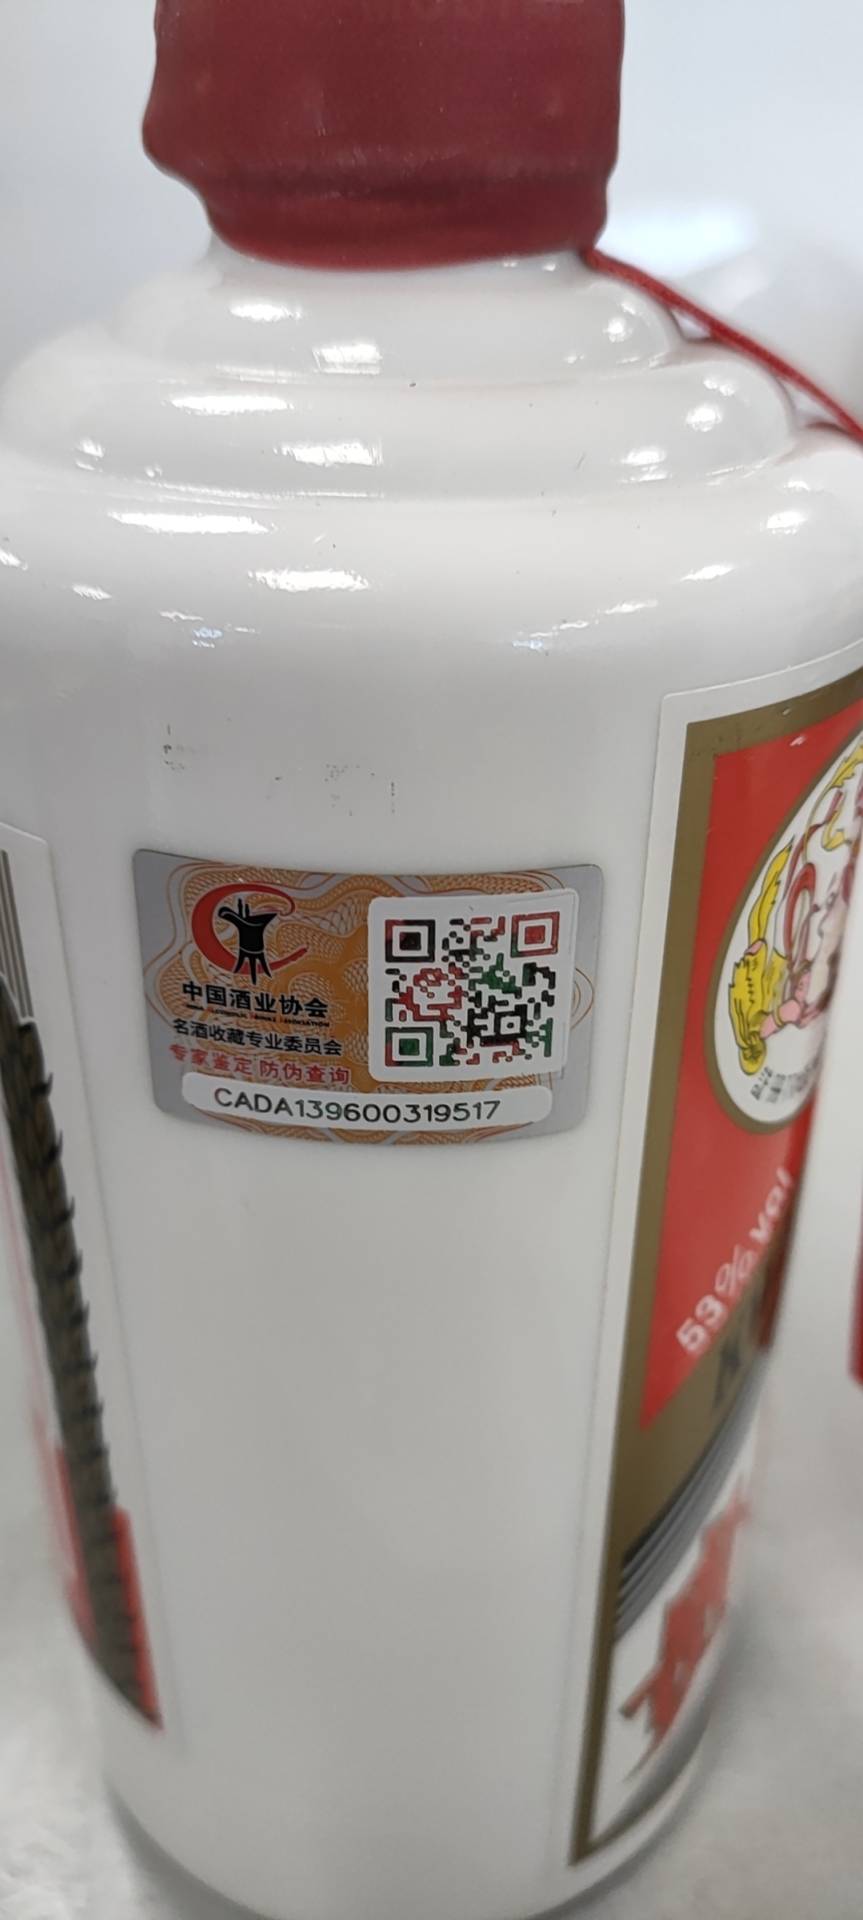 中国酒业协会
名酒收藏专业委员会
专家鉴定 防伪查询
CADA139600319517
53% vol